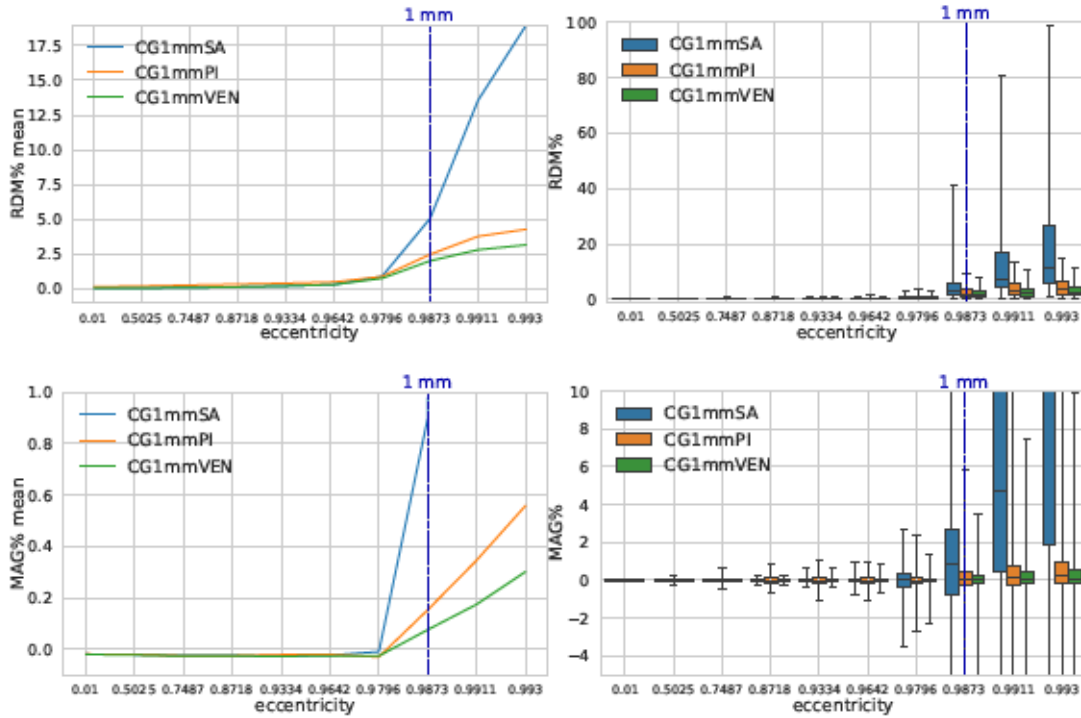 1 mm
17.5
15.0
12.5
10.0
7.5
5.0
2.5
0.0
RDM% mean
CG1mmSA
CG1mmPI
CG1mmVEN
0.01 0.5025 0.7487 0.8718 0.9334 0.9642 0.9796 0.9873 0.9911 0.993
eccentricity
1 mm
100
80
60
40
20
0
RDM%
CG1mmSA
CG1mmPI
CG1mmVEN
0.01 0.5025 0.7487 0.8718 0.9334 0.9642 0.9796 0.9873 0.9911 0.993
eccentricity
1 mm
1.0
0.8
0.6
0.4
0.2
0.0
MAG% mean
CG1mmSA
CG1mmPI
CG1mmVEN
0.01 0.5025 0.7487 0.8718 0.9334 0.9642 0.9796 0.9873 0.9911 0.993
eccentricity
1 mm
10
8
6
4
2
0
−2
−4
MAG%
CG1mmSA
CG1mmPI
CG1mmVEN
0.01 0.5025 0.7487 0.8718 0.9334 0.9642 0.9796 0.9873 0.9911 0.993
eccentricity